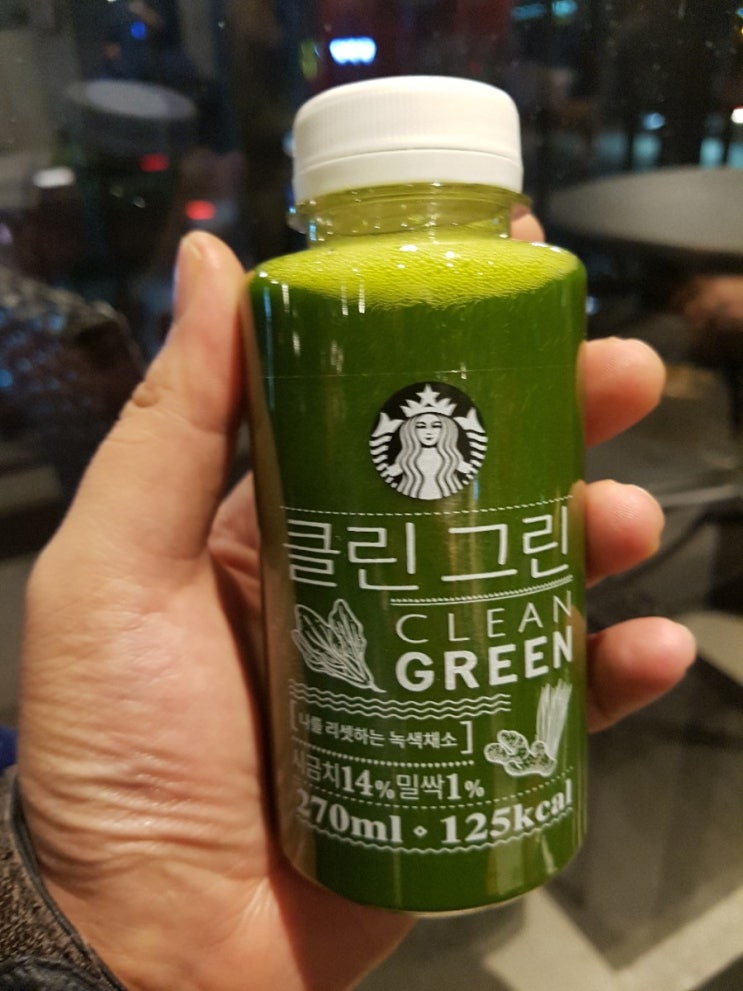 클린 그린
CLEAN
GREEN
[나를 리셋하는 녹색채소]
시금치14%밀싹1%
270ml 125kcal